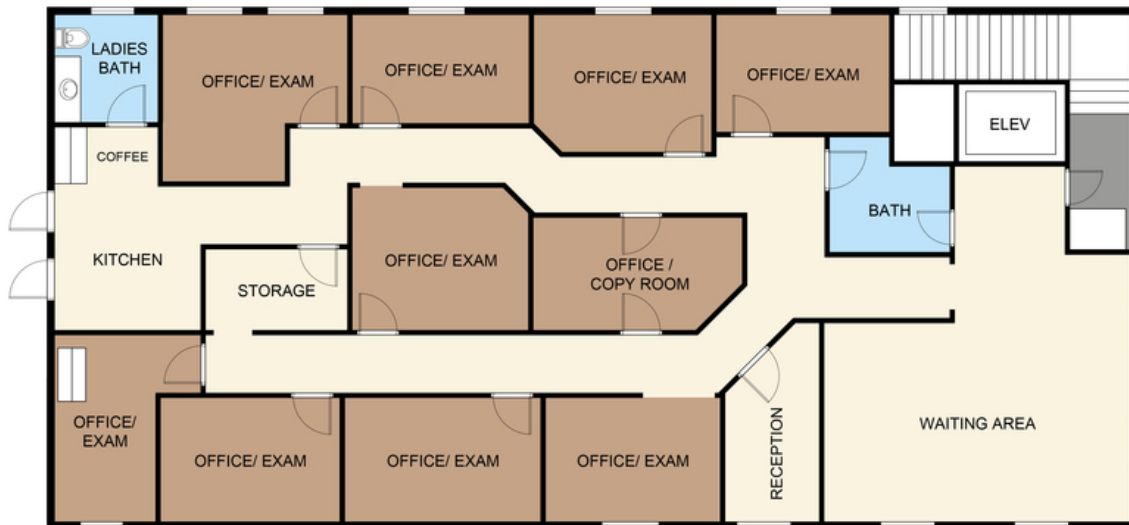 LADIES
BATH
OFFICE/ EXAM
OFFICE/ EXAM
OFFICE/ EXAM
OFFICE/ EXAM
ELEV
COFFEE
BATH
KITCHEN
OFFICE/ EXAM
OFFICE /
COPY ROOM
STORAGE
OFFICE/
EXAM
OFFICE/ EXAM
OFFICE/ EXAM
OFFICE/ EXAM
RECEPTION
WAITING AREA